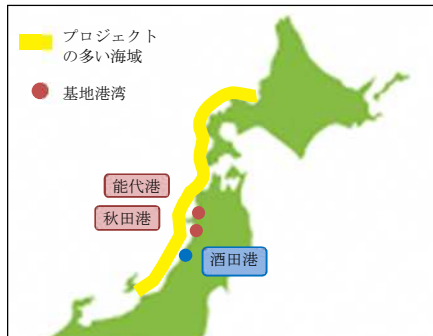 プロジェクト
の多い海域
基地港湾
能代港
秋田港
酒田港